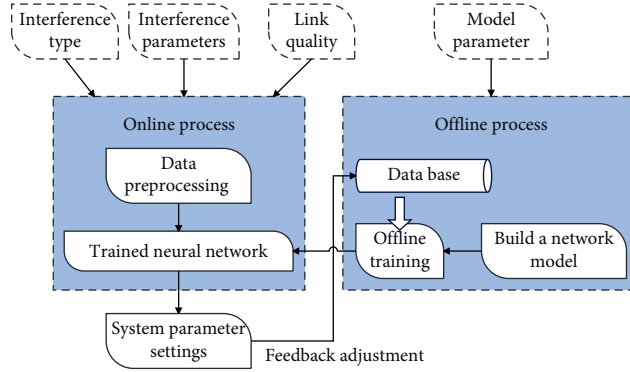 Interference
type
Interference
parameters
Link
quality
Model
parameter
Online process
Data
preprocessing
Trained neural network
System parameter
settings
Feedback adjustment
Offline process
Data base
Offline
training
Build a network
model